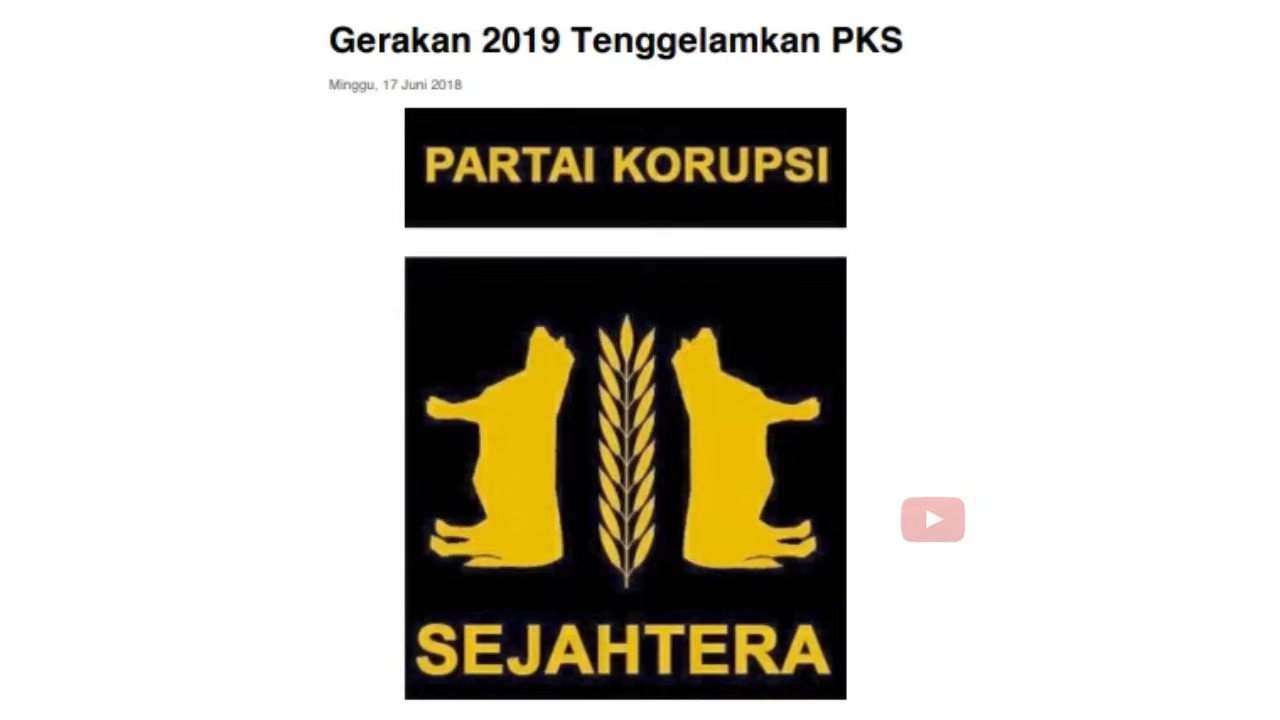 Gerakan 2019 Tenggelamkan PKS
Minggu, 17 Juni 2018
PARTAI KORUPSI
SEJAHTERA